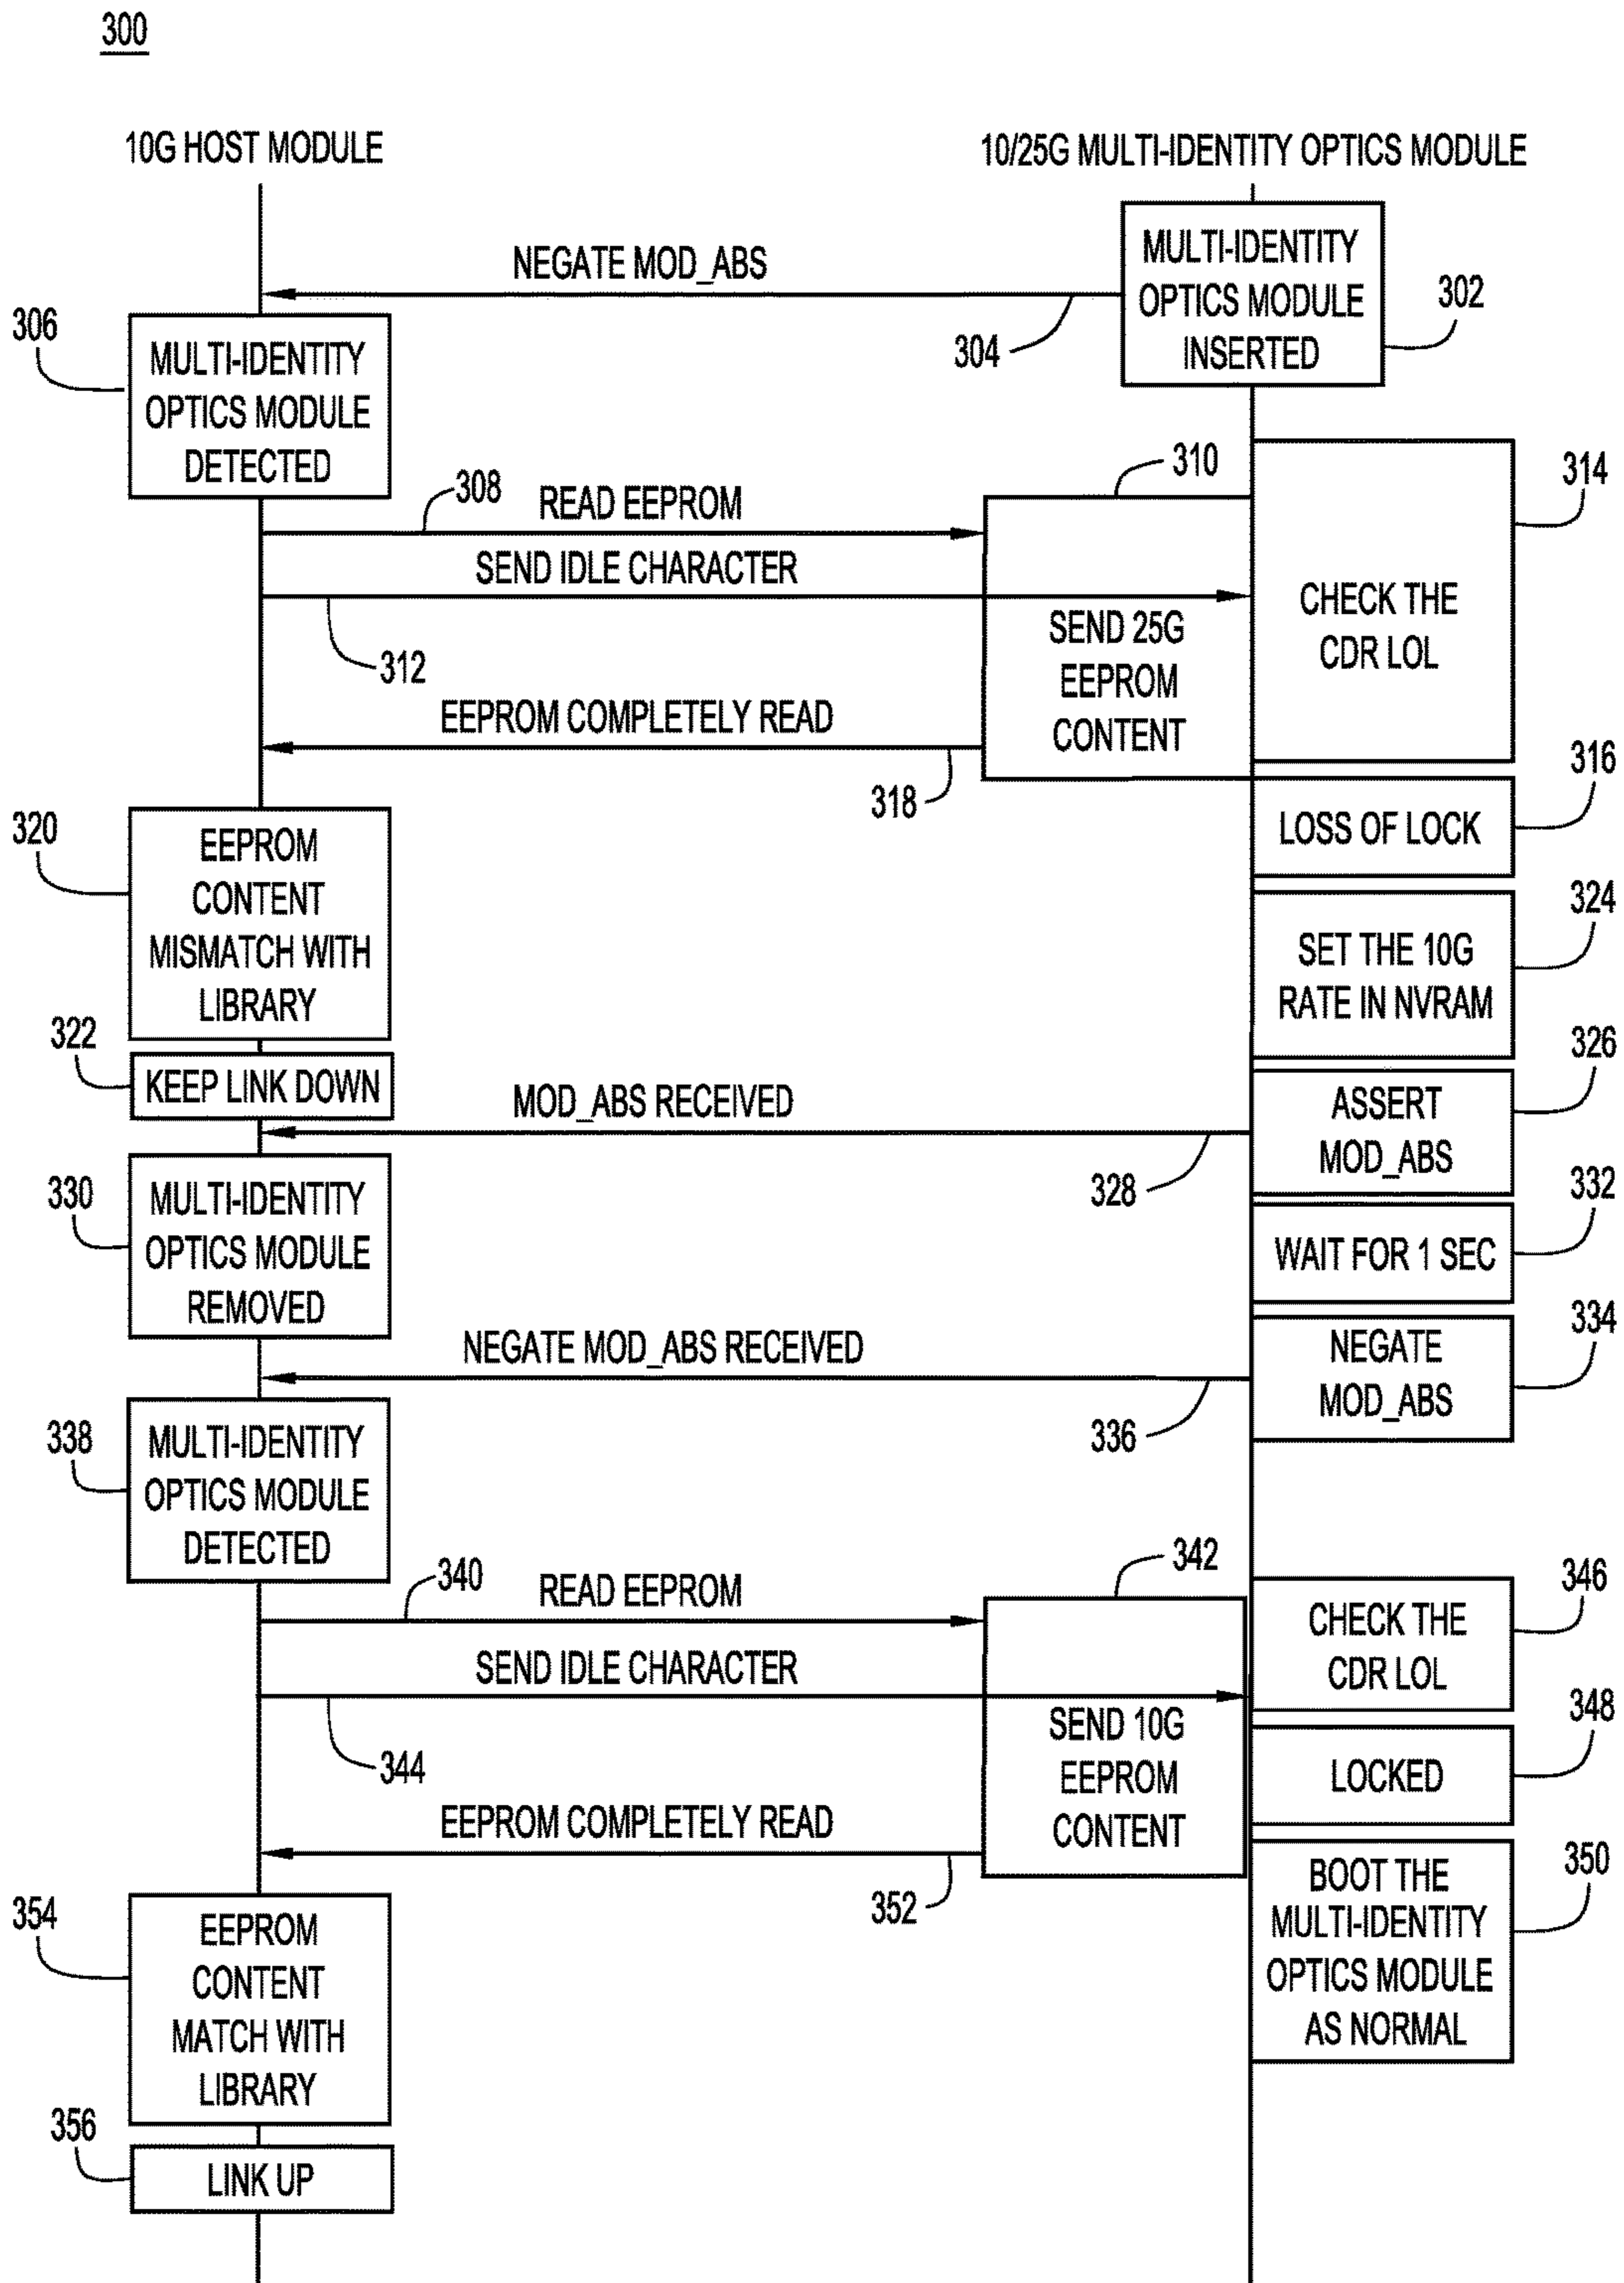 300
10G HOST MODULE
10/25G MULTI-IDENTITY OPTICS MODULE
MULTI-IDENTITY
OPTICS MODULE
INSERTED
302
NEGATE MOD_ABS
304
306
MULTI-IDENTITY
OPTICS MODULE
DETECTED
308
READ EEPROM
310
SEND IDLE CHARACTER
312
SEND 25G
EEPROM
CONTENT
314
CHECK THE
CDR LOL
EEPROM COMPLETELY READ
318
316
LOSS OF LOCK
320
EEPROM
CONTENT
MISMATCH WITH
LIBRARY
324
SET THE 10G
RATE IN NVRAM
322
KEEP LINK DOWN
326
ASSERT
MOD_ABS
MOD_ABS RECEIVED
328
330
MULTI-IDENTITY
OPTICS MODULE
REMOVED
332
WAIT FOR 1 SEC
334
NEGATE
MOD_ABS
NEGATE MOD_ABS RECEIVED
336
338
MULTI-IDENTITY
OPTICS MODULE
DETECTED
340
READ EEPROM
342
SEND IDLE CHARACTER
344
SEND 10G
EEPROM
CONTENT
346
CHECK THE
CDR LOL
348
LOCKED
EEPROM COMPLETELY READ
352
350
BOOT THE
MULTI-IDENTITY
OPTICS MODULE
AS NORMAL
354
EEPROM
CONTENT
MATCH WITH
LIBRARY
356
LINK UP